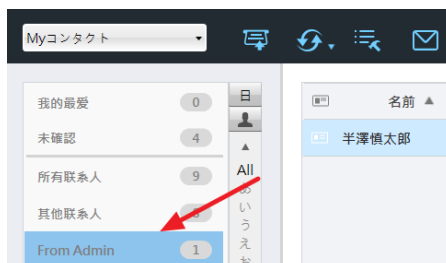 Myコンタクト
我的最爱 0
未確認 4
所有联系人 9
其他联系人
From Admin 1
日
All
い
う
え
お
名前
半澤慎太郎